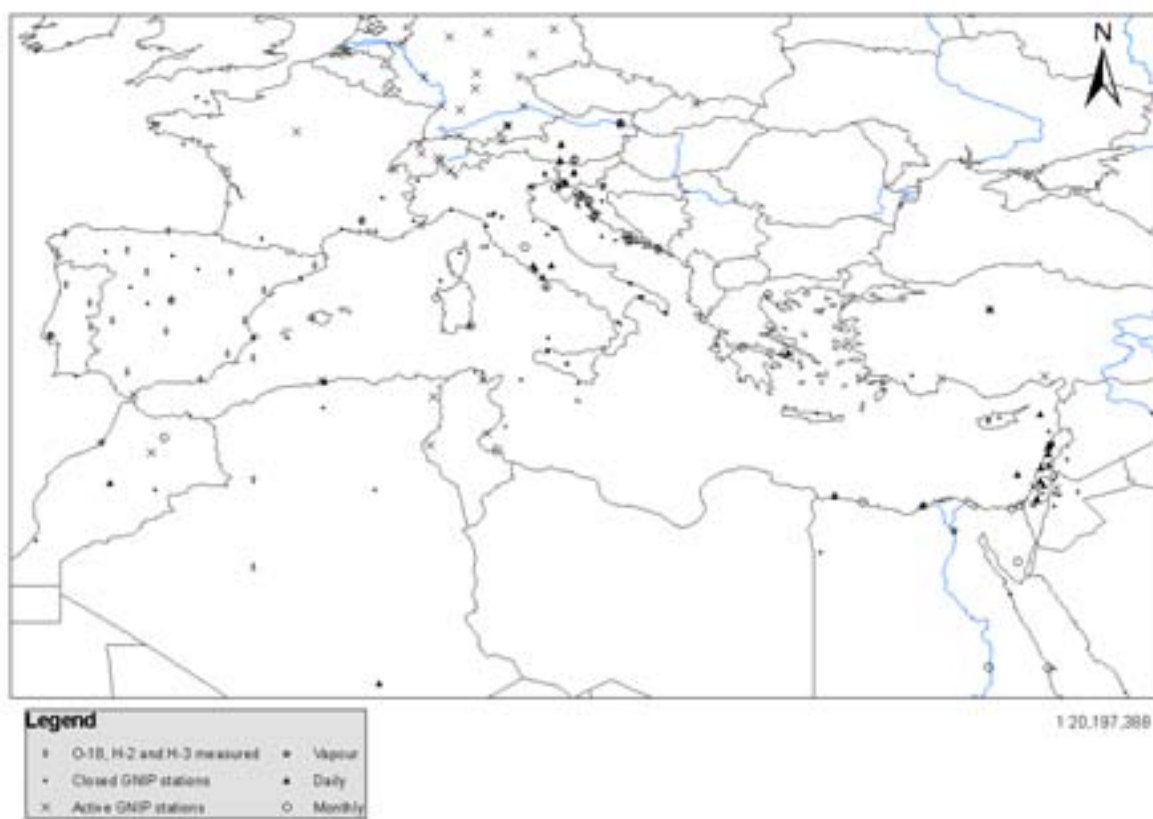 N
1:20,197,388
Legend
O-18, H-2 and H-3 measured
Closed GNIP stations
Active GNIP stations
Vapour
Daily
Monthly